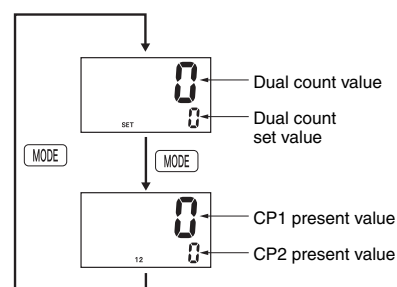 0
Dual count value
SET
0
Dual count
set value
MODE
MODE
0
CP1 present value
12
0
CP2 present value